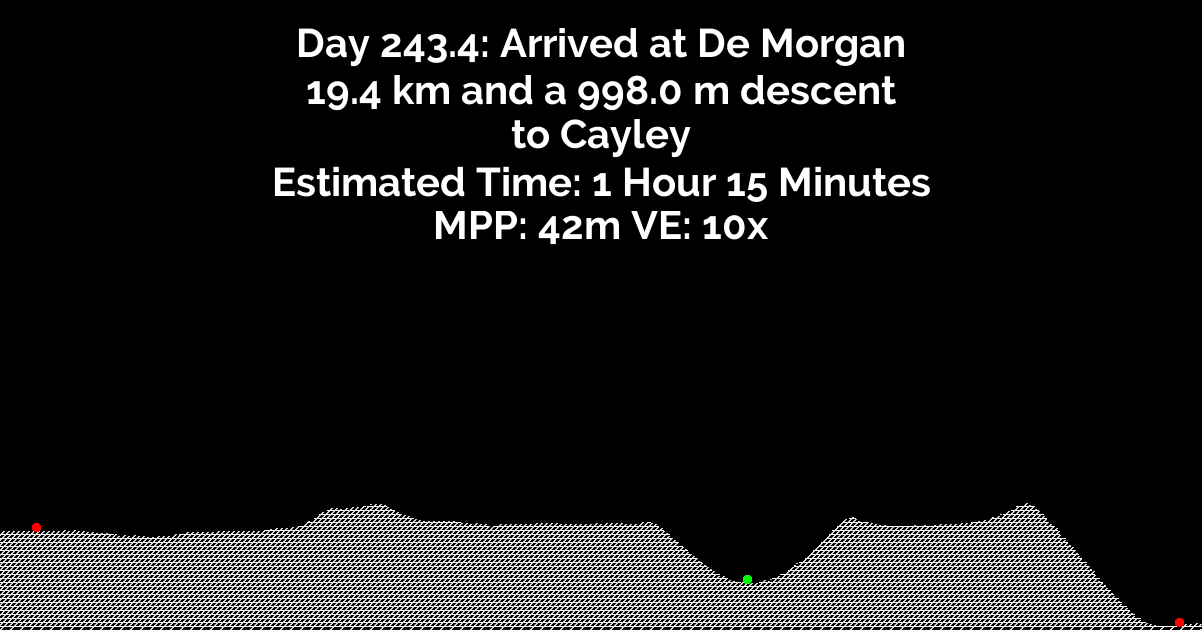 Day 243.4: Arrived at De Morgan
19.4 km and a 998.0 m descent
to Cayley
Estimated Time: 1 Hour 15 Minutes
MPP: 42m VE: 10x